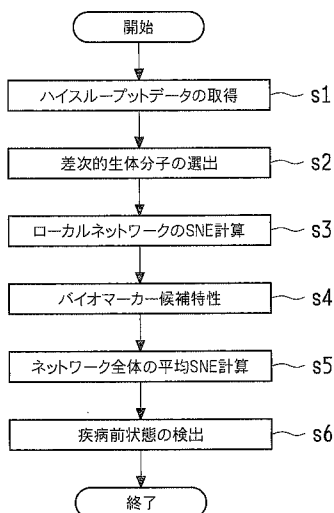 開始
ハイスループットデータの取得 s1
差次的生体分子の選出 s2
ローカルネットワークのSNE計算 s3
バイオマーカー候補特性 s4
ネットワーク全体の平均SNE計算 s5
疾病前状態の検出 s6
終了